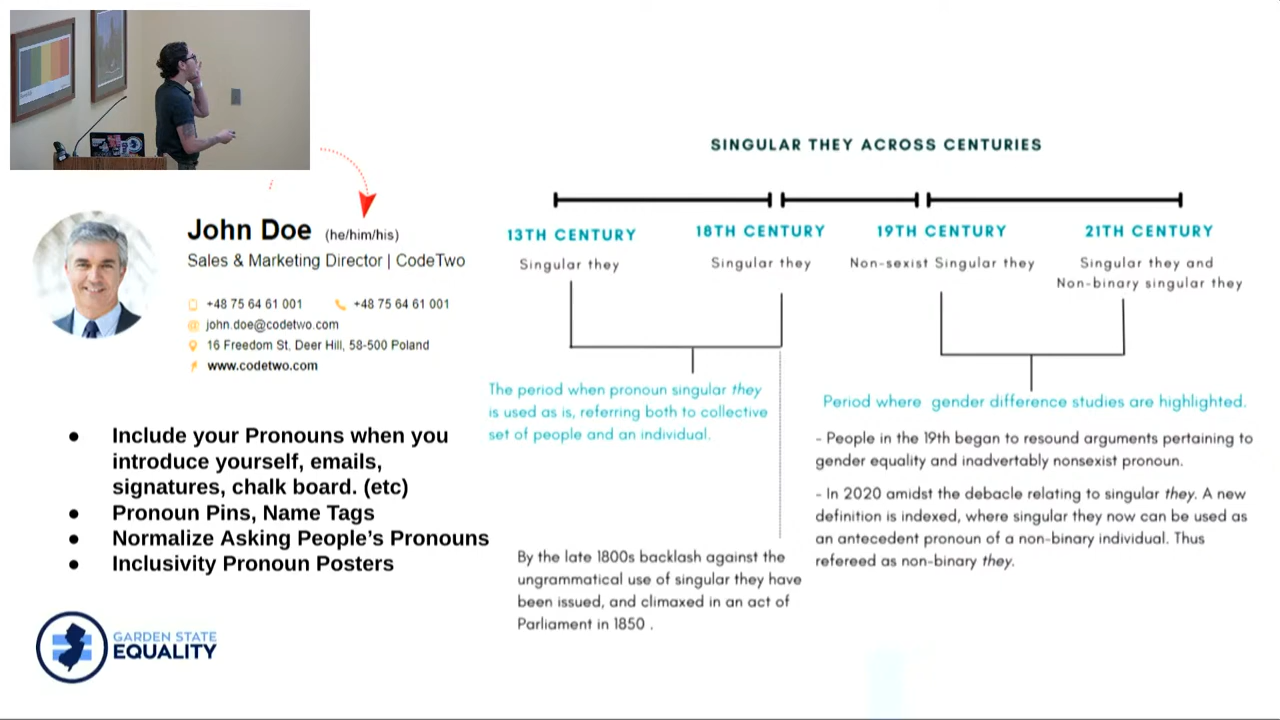 SINGULAR THEY ACROSS CENTURIES
13TH CENTURY
18TH CENTURY
19TH CENTURY
21TH CENTURY
Singular they
Singular they
Non-sexist Singular they
Singular they and
Non-binary singular they
The period when pronoun singular they
is used as is, referring both to collective
set of people and an individual.
By the late 1800s backlash against the
ungrammatical use of singular they have
been issued, and climaxed in an act of
Parliament in 1850 .
Period where gender difference studies are highlighted.
- People in the 19th began to resound arguments pertaining to
gender equality and inadvertably nonsexist pronoun.
- In 2020 amidst the debacle relating to singular they. A new
definition is indexed, where singular they now can be used as
an antecedent pronoun of a non-binary individual. Thus
refereed as non-binary they.
John Doe (he/him/his)
Sales & Marketing Director | CodeTwo
+48 75 64 61 001 +48 75 64 61 001
john.doe@codetwo.com
16 Freedom St, Deer Hill, 58-500 Poland
www.codetwo.com
● Include your Pronouns when you
introduce yourself, emails,
signatures, chalk board. (etc)
● Pronoun Pins, Name Tags
● Normalize Asking People's Pronouns
● Inclusivity Pronoun Posters
GARDEN STATE
EQUALITY